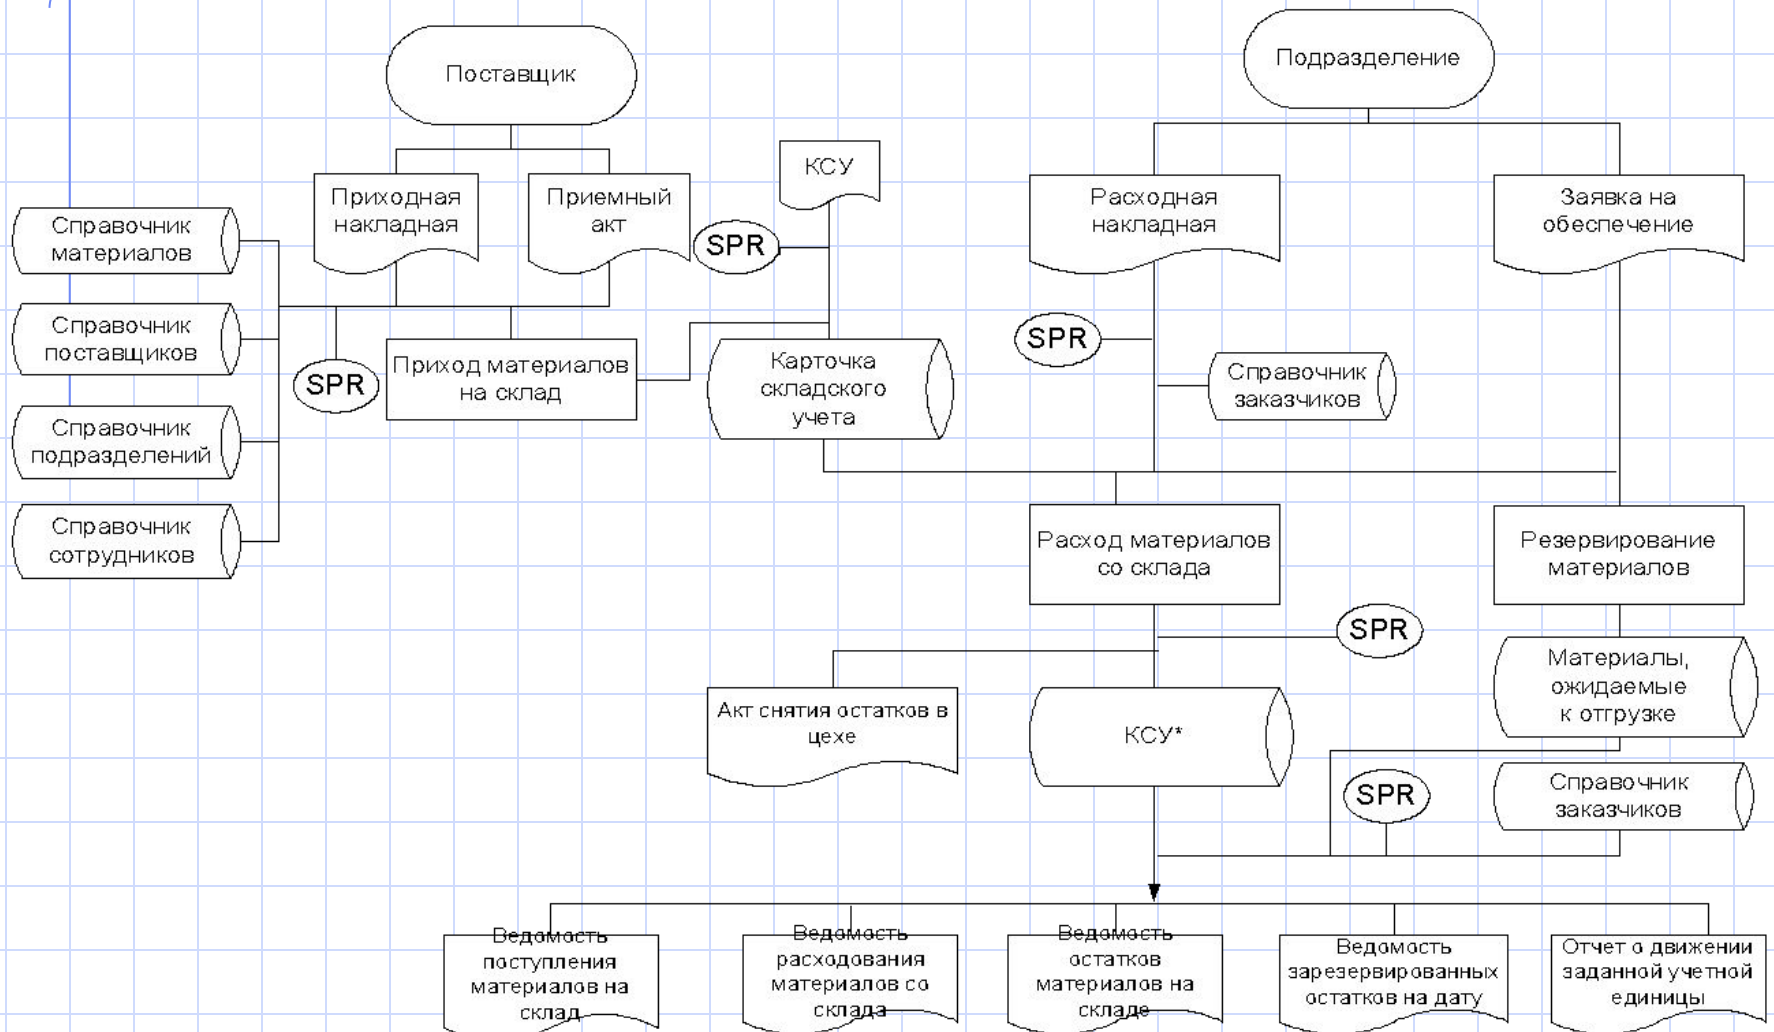 Поставщик
Подразделение
КСУ
Приходная
накладная
Приемный
акт
Расходная
накладная
Заявка на
обеспечение
Справочник
материалов
SPR
Справочник
поставщиков
SPR
Приход материалов
на склад
SPR
Карточка
складского
учета
Справочник
заказчиков
Справочник
подразделений
Справочник
сотрудников
Расход материалов
со склада
Резервирование
материалов
SPR
Материалы,
ожидаемые
к отгрузке
Акт снятия остатков в
цехе
КСУ*
SPR
Справочник
заказчиков
Ведомость
поступления
материалов на
склад
Ведомость
расходования
материалов со
склада
Ведомость
остатков
материалов на
складе
Ведомость
зарезервированных
остатков на дату
Отчет о движении
заданной учетной
единицы